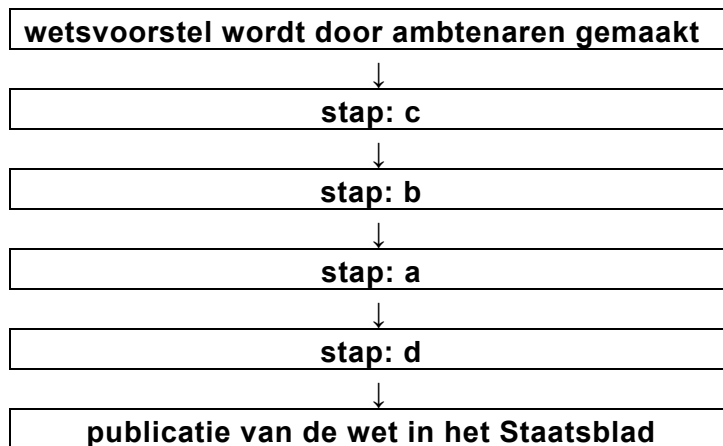 wetsvoorstel wordt door ambtenaren gemaakt
↓
stap: c
↓
stap: b
↓
stap: a
↓
stap: d
↓
publicatie van de wet in het Staatsblad